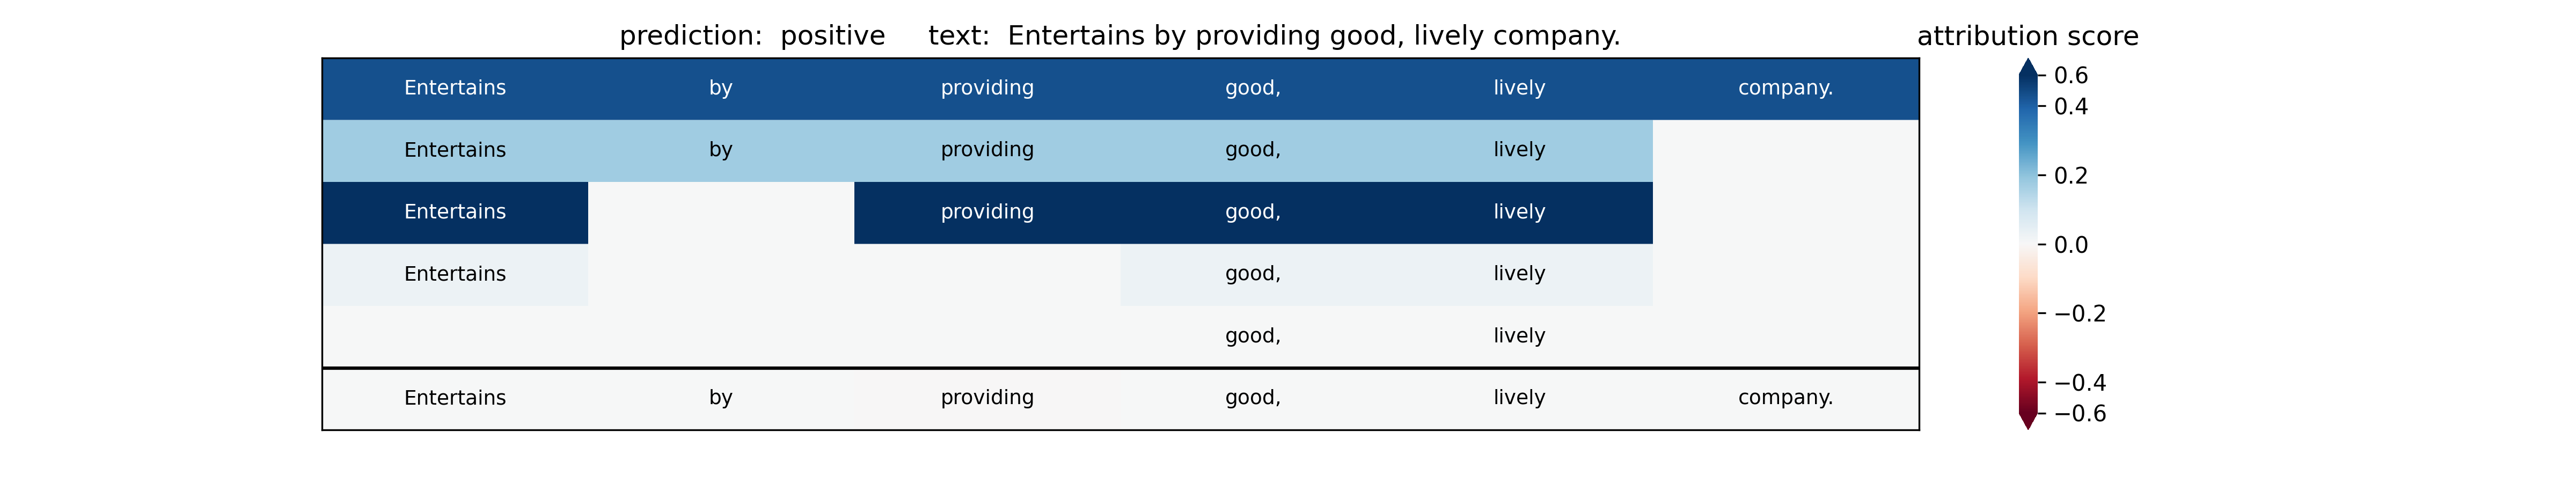 prediction:  positive     text:  Entertains by providing good, lively company.
attribution score
Entertains by providing good, lively company.
Entertains by providing good, lively
Entertains providing good, lively
Entertains good, lively
good, lively
Entertains by providing good, lively company.
0.6
0.4
0.2
0.0
−0.2
−0.4
−0.6